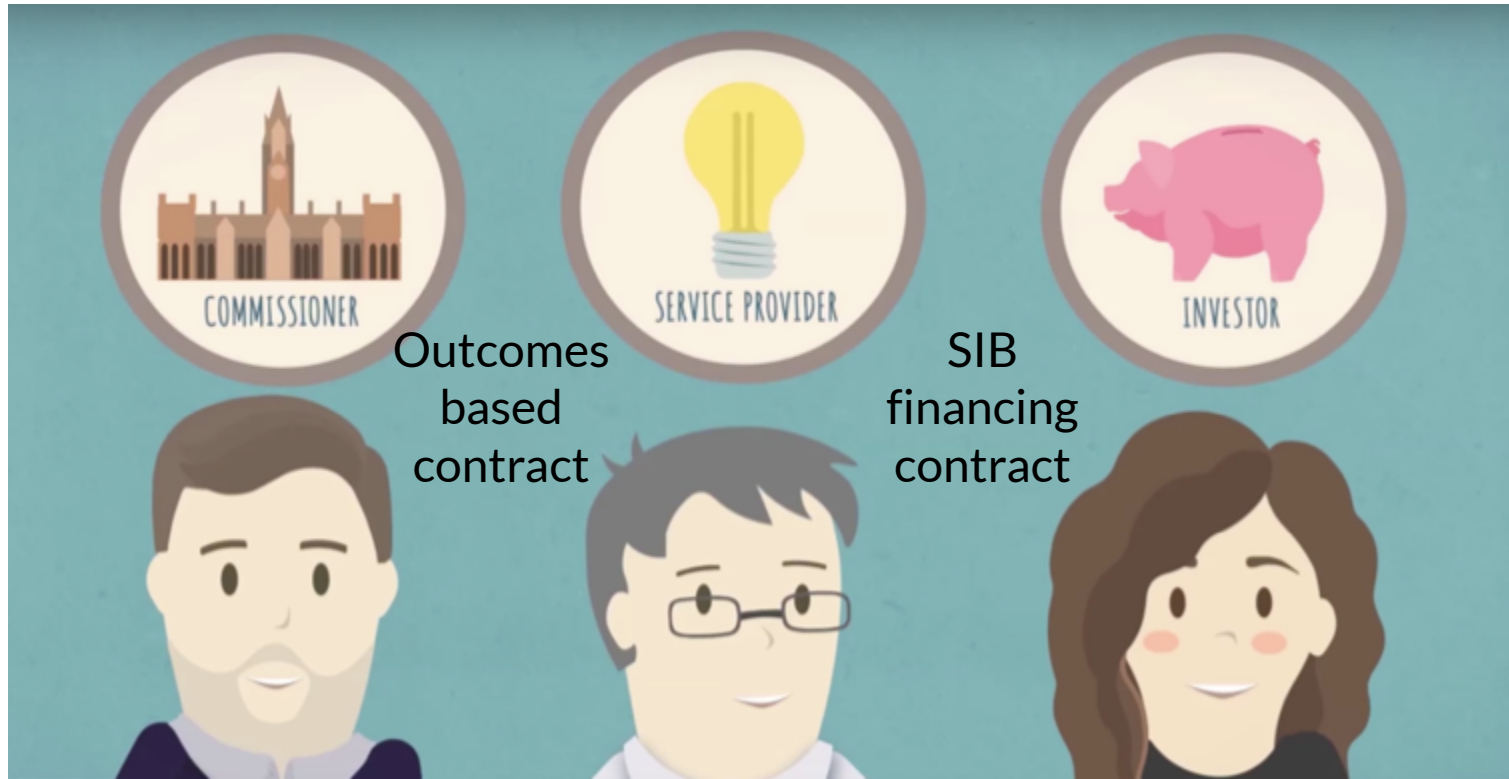 COMMISSIONER
SERVICE PROVIDER
INVESTOR
Outcomes
based
contract
SIB
financing
contract